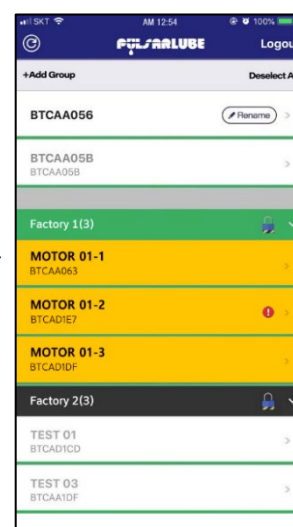 SKT AM 12:54 100%
PULSARLUBE Logou
+Add Group Deselect A
BTCAA056 Rename
BTCAA05B
BTCAA05B
Factory 1(3)
MOTOR 01-1
BTCAA063
MOTOR 01-2
BTCAD1E7
MOTOR 01-3
BTCAD1DF
Factory 2(3)
TEST 01
BTCAD1CD
TEST 03
BTCAA1DF